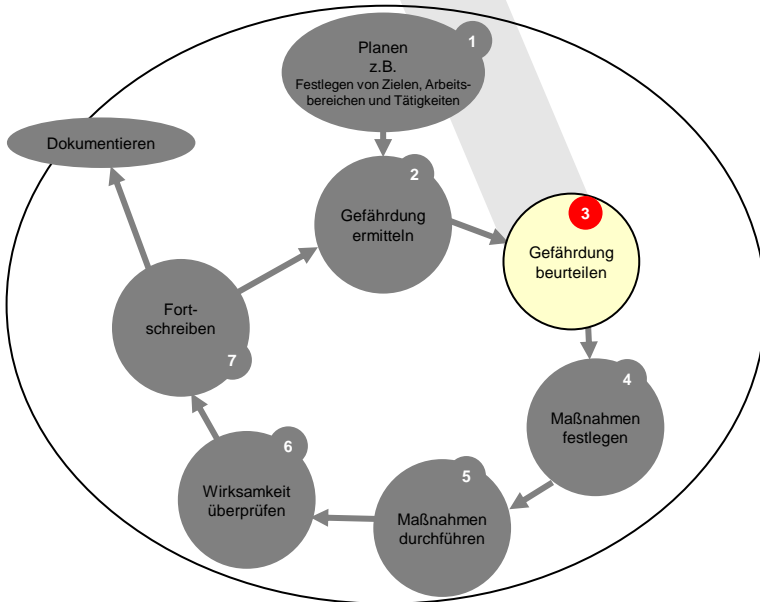 1
Planen
z.B.
Festlegen von Zielen, Arbeits-
bereichen und Tätigkeiten
Dokumentieren
2
Gefährdung
ermitteln
3
Gefährdung
beurteilen
4
Maßnahmen
festlegen
5
Maßnahmen
durchführen
6
Wirksamkeit
überprüfen
Fort-
schreiben
7